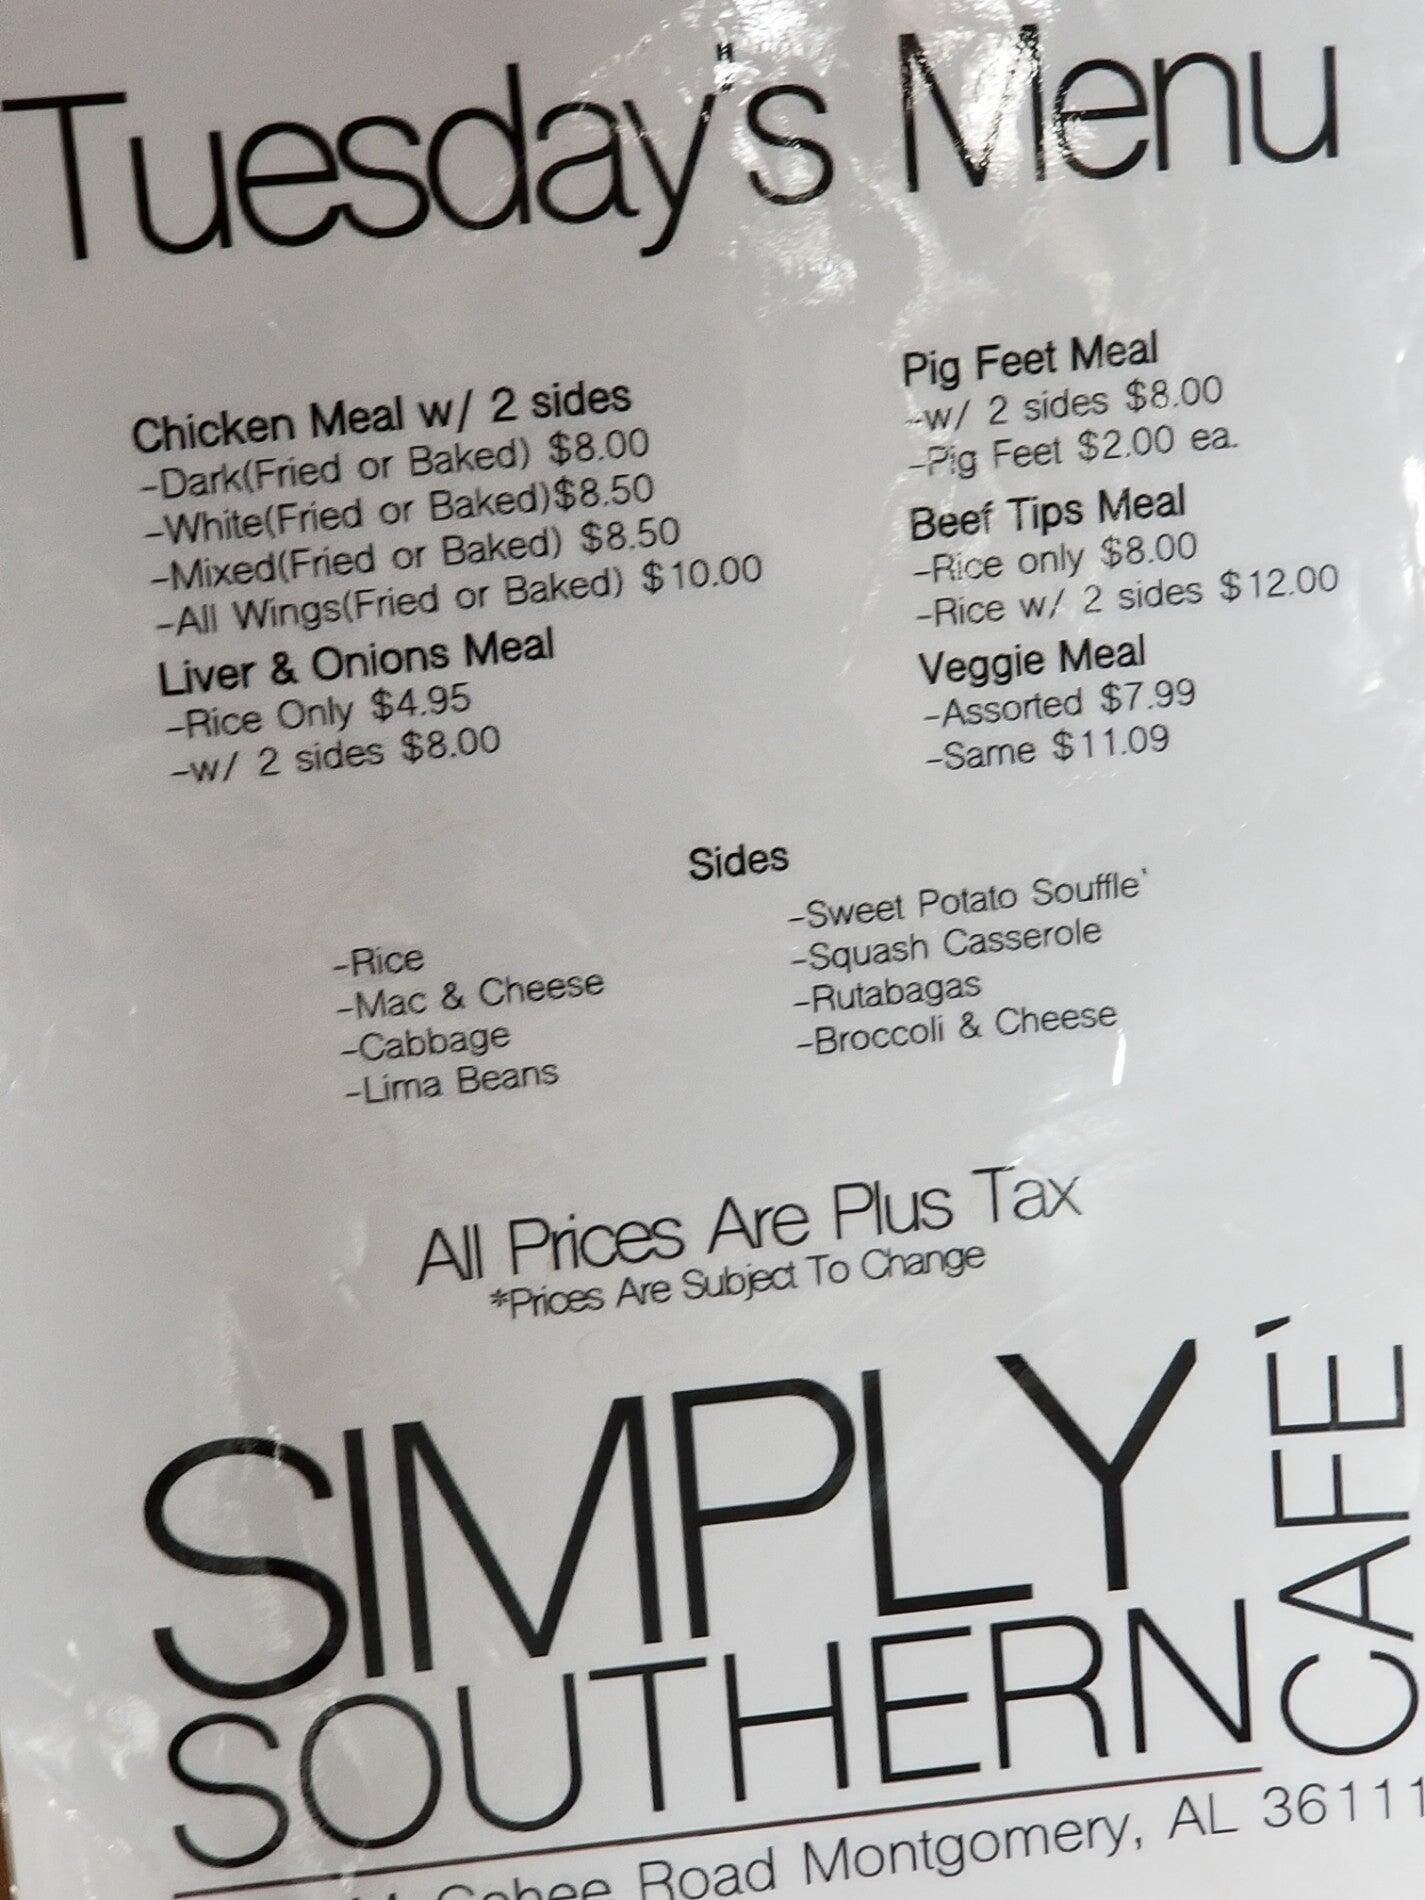 Tuesday's Menu
Chicken Meal w/ 2 sides
-Dark(Fried or Baked) $8.00
-White(Fried or Baked)$8.50
-Mixed(Fried or Baked) $8.50
-All Wings(Fried or Baked) $10.00
Liver & Onions Meal
-Rice Only $4.95
-w/ 2 sides $8.00
Pig Feet Meal
-w/ 2 sides $8.00
-Pig Feet $2.00 ea.
Beef Tips Meal
-Rice only $8.00
-Rice w/ 2 sides $12.00
Veggie Meal
-Assorted $7.99
-Same $11.09
Sides
-Rice
-Mac & Cheese
-Cabbage
-Lima Beans
-Sweet Potato Souffle`
-Squash Casserole
-Rutabagas
-Broccoli & Cheese
All Prices Are Plus Tax
*Prices Are Subject To Change
SIMPLY
SOUTHERN
CAFE`
Road Montgomery, AL 36111